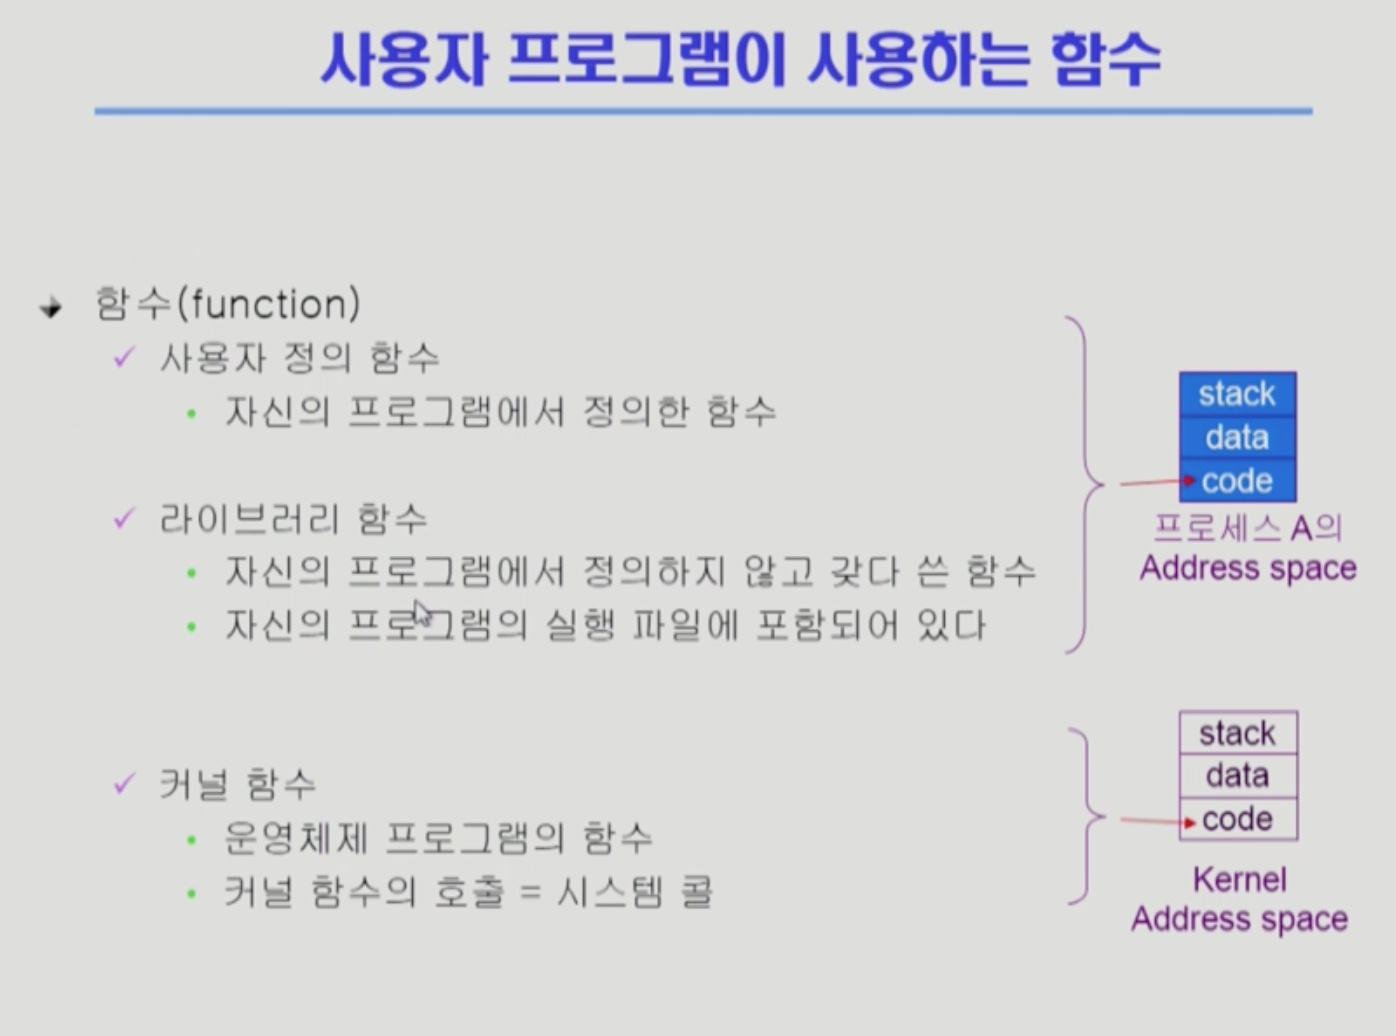 사용자 프로그램이 사용하는 함수
함수(function)
사용자 정의 함수
자신의 프로그램에서 정의한 함수
라이브러리 함수
자신의 프로그램에서 정의하지 않고 갖다 쓴 함수
자신의 프로그램의 실행 파일에 포함되어 있다
커널 함수
운영체제 프로그램의 함수
커널 함수의 호출 = 시스템 콜
stack
data
code
프로세스 A의
Address space
stack
data
code
Kernel
Address space